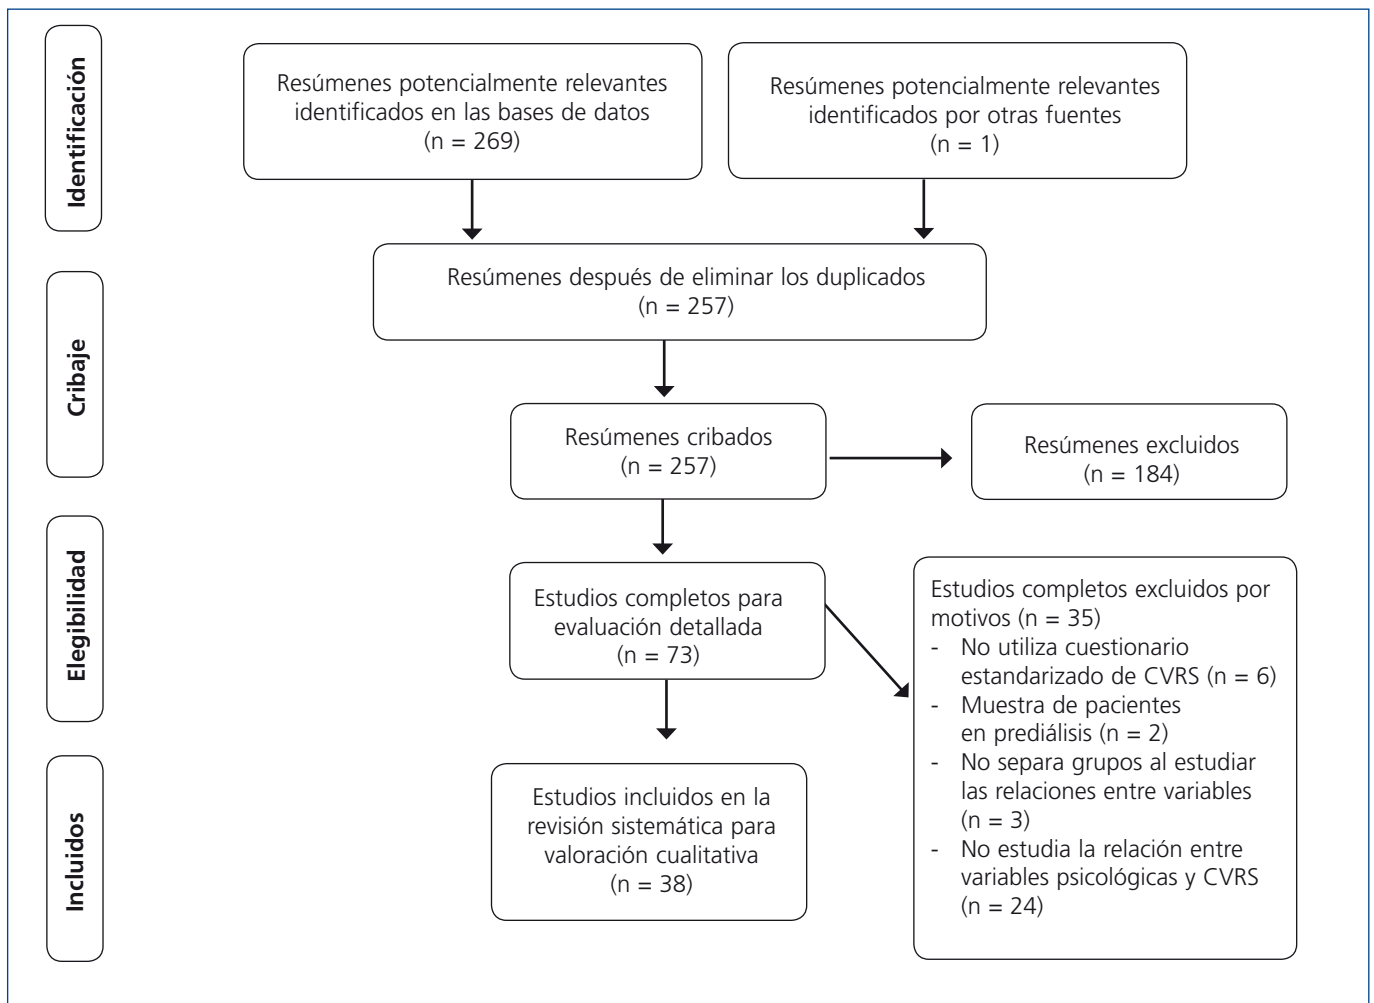 Identificación
Resúmenes potencialmente relevantes
identificados en las bases de datos
(n = 269)
Resúmenes potencialmente relevantes
identificados por otras fuentes
(n = 1)
Resúmenes después de eliminar los duplicados
(n = 257)
Cribaje
Resúmenes cribados
(n = 257)
Resúmenes excluidos
(n = 184)
Elegibilidad
Estudios completos para
evaluación detallada
(n = 73)
Estudios completos excluidos por
motivos (n = 35)
- No utiliza cuestionario
estandarizado de CVRS (n = 6)
- Muestra de pacientes
en prediálisis (n = 2)
- No separa grupos al estudiar
las relaciones entre variables
(n = 3)
- No estudia la relación entre
variables psicológicas y CVRS
(n = 24)
Incluidos
Estudios incluidos en la
revisión sistemática para
valoración cualitativa
(n = 38)